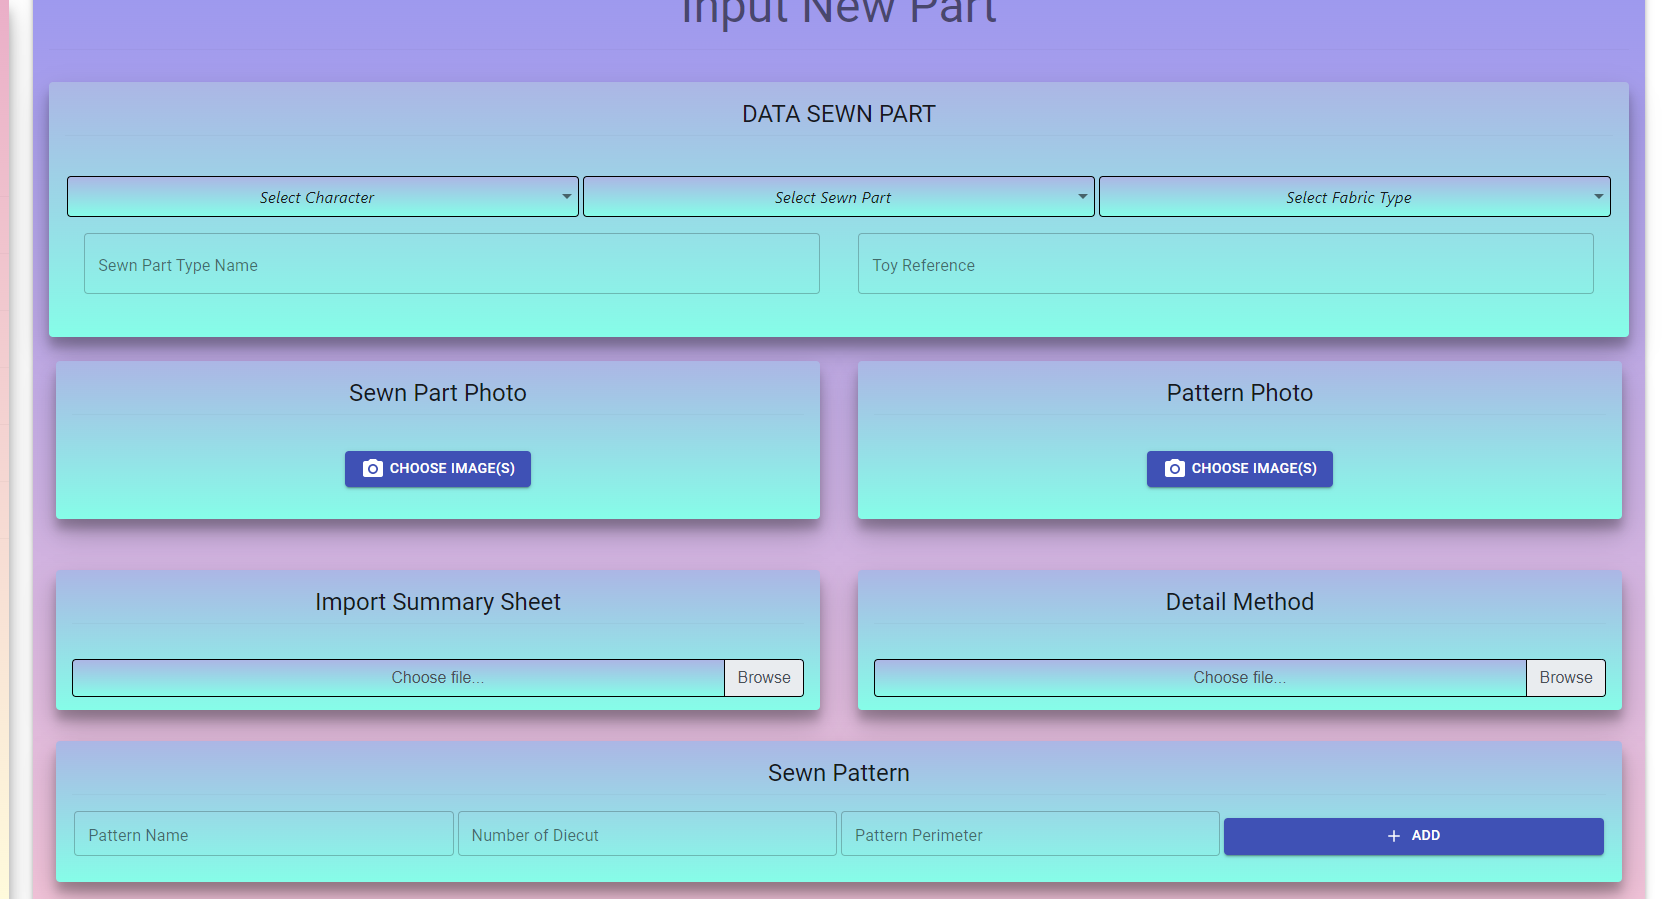 Input New Part
DATA SEWN PART
Select Character
Select Sewn Part
Select Fabric Type
Sewn Part Type Name
Toy Reference
Sewn Part Photo
Pattern Photo
CHOOSE IMAGE(S)
CHOOSE IMAGE(S)
Import Summary Sheet
Detail Method
Choose file...
Browse
Choose file...
Browse
Sewn Pattern
Pattern Name
Number of Diecut
Pattern Perimeter
+ ADD